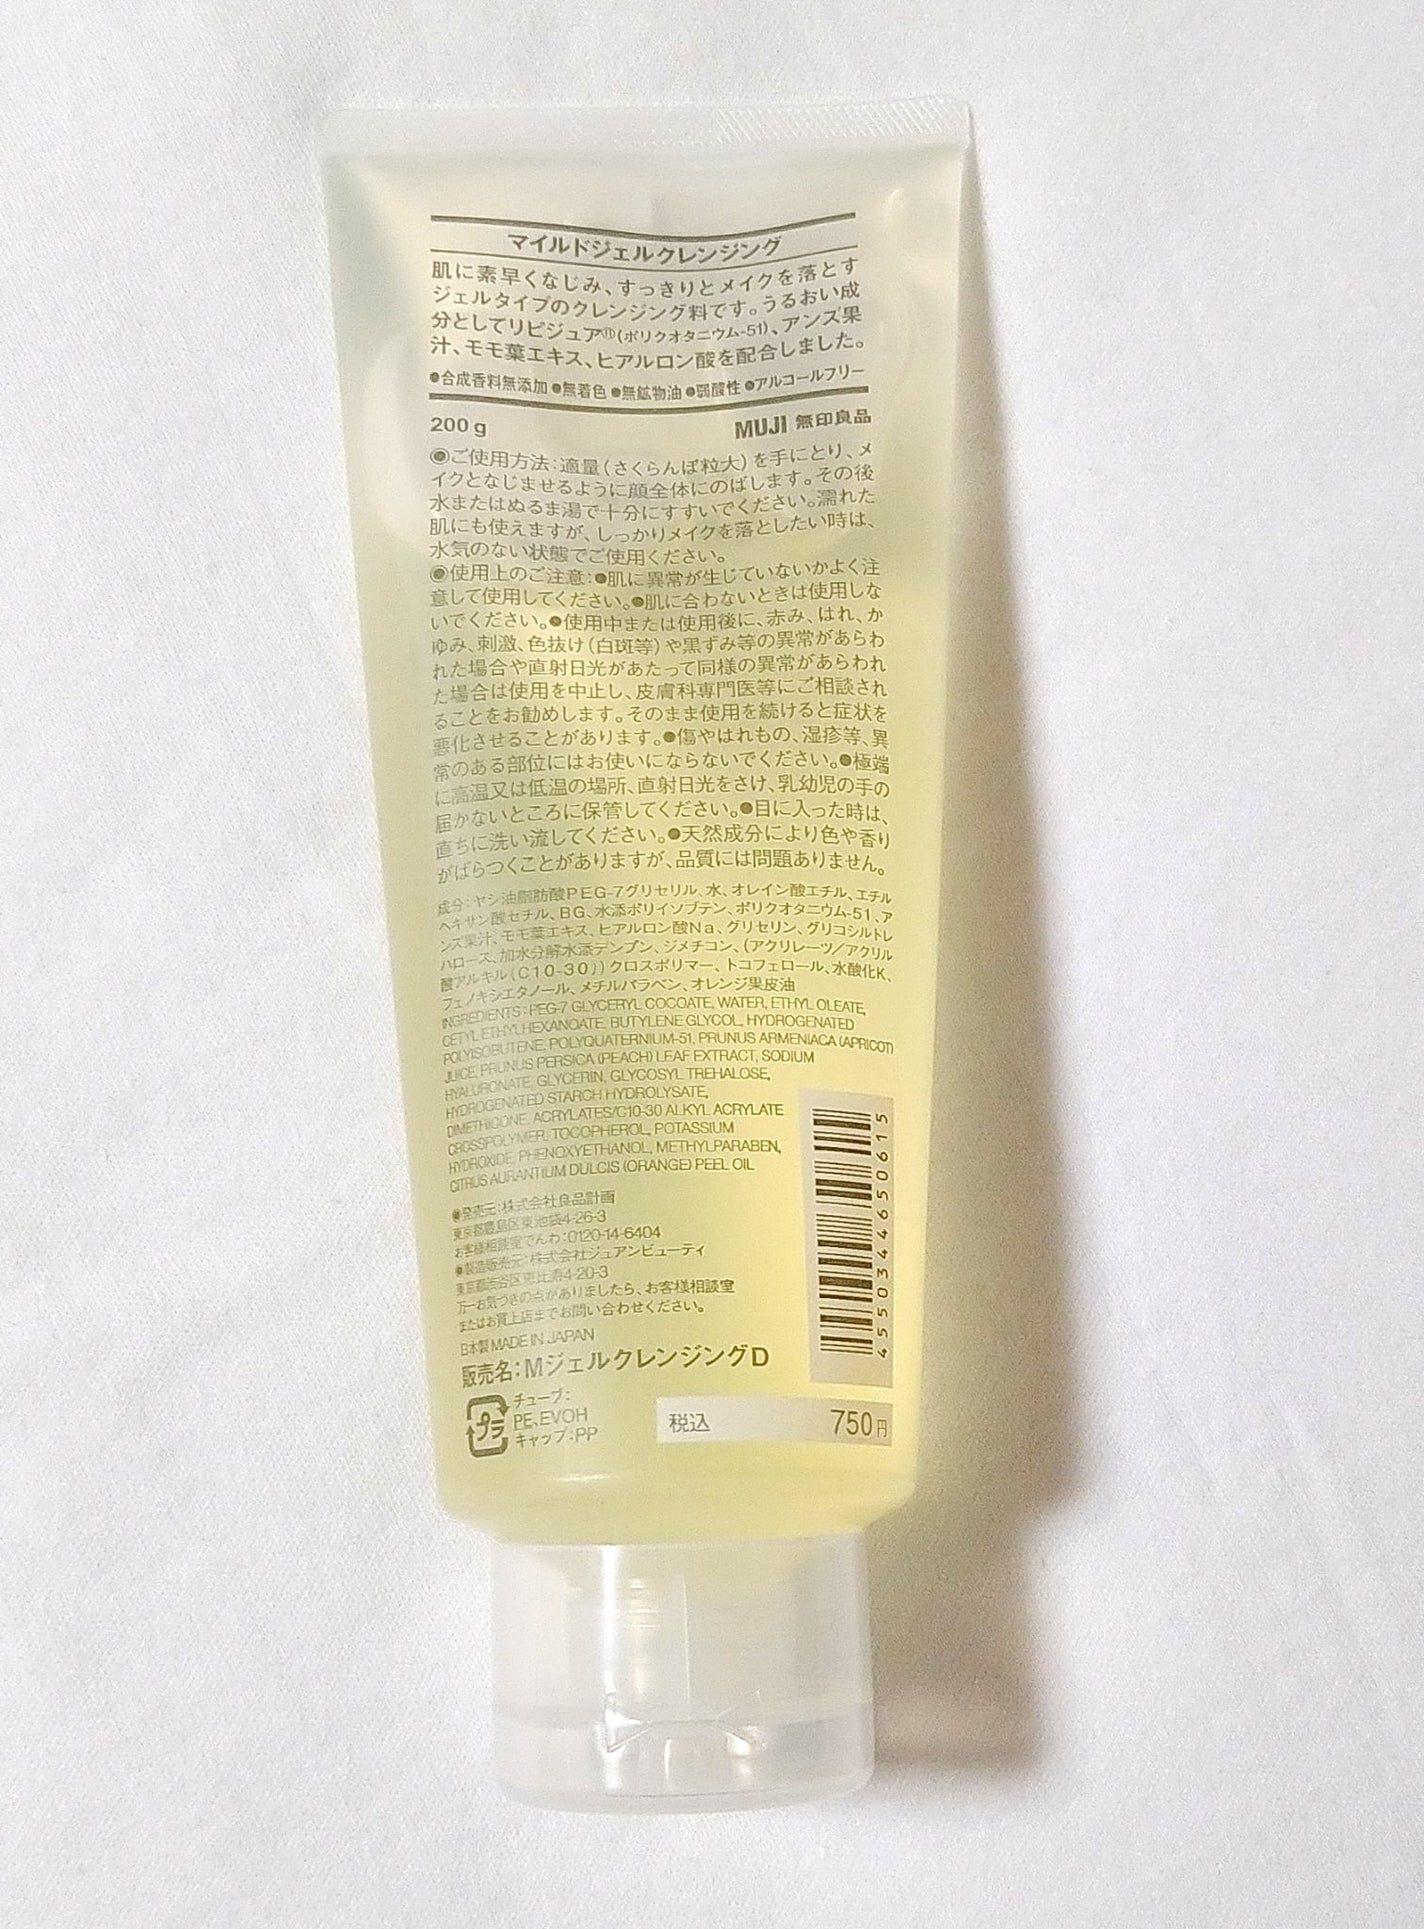 マイルドジェルクレンジング
肌に素早くなじみ、すっきりとメイクを落とす
ジェルタイプのクレンジング料です。うるおい成
分としてリピジュア®(ポリクオタニウム-51)、アンズ果
汁、モモ葉エキス、ヒアルロン酸を配合しました。
●合成香料無添加 ●無着色 ●無鉱物油 ●弱酸性 ●アルコールフリー
200g MUJI 無印良品
◉ご使用方法:適量(さくらんぼ粒大)を手にとり、メ
イクとなじませるように顔全体にのばします。その後
水またはぬるま湯で十分にすすいでください。濡れた
肌にも使えますが、しっかりメイクを落としたい時は、
水気のない状態でご使用ください。
◉使用上のご注意:●肌に異常が生じていないかよく注
意して使用してください。●肌に合わないときは使用しな
いでください。●使用中または使用後に、赤み、はれ、か
ゆみ、刺激、色抜け(白斑等)や黒ずみ等の異常があらわ
れた場合や直射日光があたって同様の異常があらわれ
た場合は使用を中止し、皮膚科専門医等にご相談され
ることをお勧めします。そのまま使用を続けると症状を
悪化させることがあります。●傷やはれもの、湿疹等、異
常のある部位にはお使いにならないでください。●極端
に高温又は低温の場所、直射日光をさけ、乳幼児の手の
届かないところに保管してください。●目に入った時は、
直ちに洗い流してください。●天然成分により色や香り
がばらつくことがありますが、品質には問題ありません。
成分:ヤシ油脂肪酸PEG-7グリセリル、水、オレイン酸エチル、エチル
ヘキサン酸セチル、BG、水添ポリイソブテン、ポリクオタニウム-51、ア
ンズ果汁、モモ葉エキス、ヒアルロン酸Na、グリセリン、グリコシルトレ
ハロース、加水分解水添デンプン、ジメチコン、(アクリレーツ/アクリル
酸アルキル(C10-30))クロスポリマー、トコフェロール、水酸化K、
フェノキシエタノール、メチルパラベン、オレンジ果皮油
INGREDIENTS:PEG-7 GLYCERYL COCOATE, WATER, ETHYL OLEATE,
CETYL ETHYLHEXANOATE, BUTYLENE GLYCOL, HYDROGENATED
POLYISOBUTENE, POLYQUATERNIUM-51, PRUNUS ARMENIACA (APRICOT)
JUICE, PRUNUS PERSICA (PEACH) LEAF EXTRACT, SODIUM
HYALURONATE, GLYCERIN, GLYCOSYL TREHALOSE,
HYDROGENATED STARCH HYDROLYSATE,
DIMETHICONE, ACRYLATES/C10-30 ALKYL ACRYLATE
CROSSPOLYMER, TOCOPHEROL, POTASSIUM
HYDROXIDE, PHENOXYETHANOL, METHYLPARABEN,
CITRUS AURANTIUM DULCIS (ORANGE) PEEL OIL
◉発売元:株式会社良品計画
東京都豊島区東池袋4-26-3
お客様相談室でんわ:0120-14-6404
●製造販売元:株式会社ジュアンビューティ
東京都渋谷区恵比寿4-20-3
万一お気づきの点がありましたら、お客様相談室
またはお買上店までお問い合わせください。
日本製 MADE IN JAPAN
販売名:MジェルクレンジングD
プラ
チューブ:
PE、EVOH
キャップ:PP
税込 750円
4550344650615